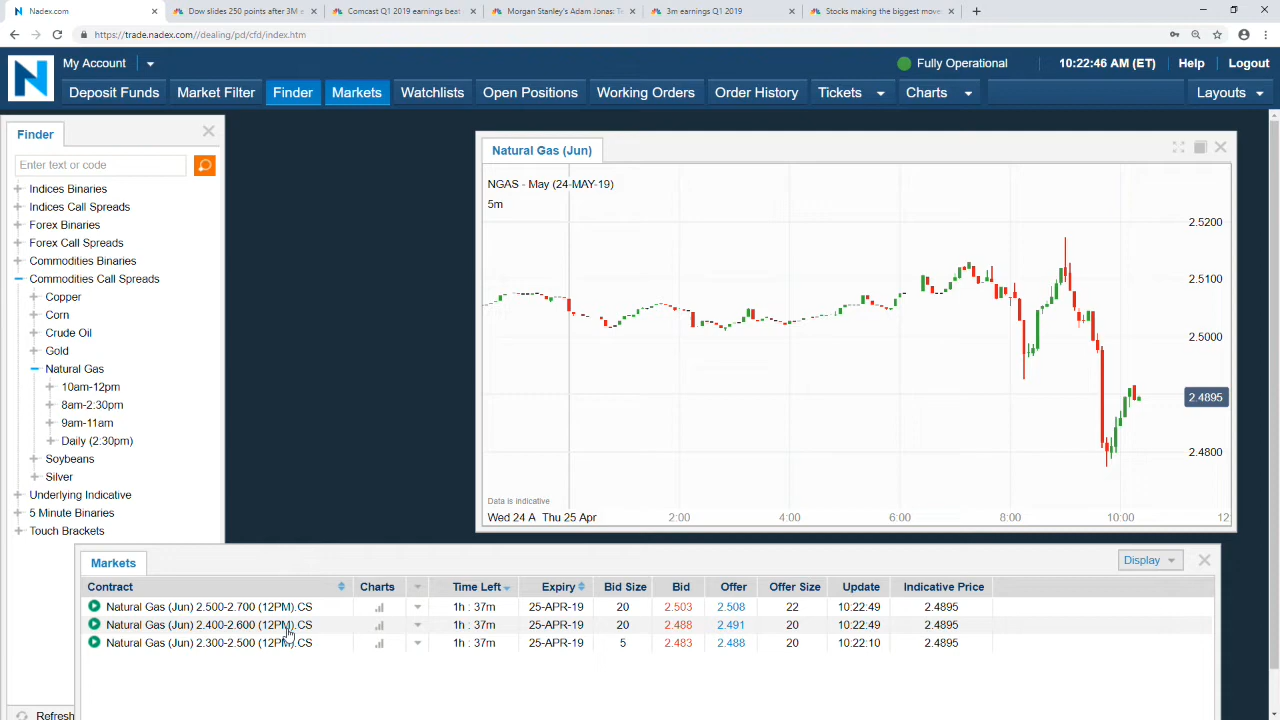 Nadex.com
Dow slides 250 points after 3M e
Comcast Q1 2019 earnings beat
Morgan Stanley's Adam Jonas: T
3m earnings Q1 2019
Stocks making the biggest move
https://trade.nadex.com//dealing/pd/cfd/index.htm
N
My Account
Fully Operational
10:22:46 AM (ET)
Help
Logout
Deposit Funds
Market Filter
Finder
Markets
Watchlists
Open Positions
Working Orders
Order History
Tickets
Charts
Layouts
Finder
Enter text or code
Indices Binaries
Indices Call Spreads
Forex Binaries
Forex Call Spreads
Commodities Binaries
Commodities Call Spreads
Copper
Corn
Crude Oil
Gold
Natural Gas
10am-12pm
8am-2:30pm
9am-11am
Daily (2:30pm)
Soybeans
Silver
Underlying Indicative
5 Minute Binaries
Touch Brackets
Refresh
Natural Gas (Jun)
NGAS - May (24-MAY-19)
5m
2.5200
2.5100
2.5000
2.4895
2.4800
Data is indicative
Wed 24 A Thu 25 Apr 2:00 4:00 6:00 8:00 10:00 12:
Markets
Display
Contract Charts Time Left Expiry Bid Size Bid Offer Offer Size Update Indicative Price
Natural Gas (Jun) 2.500-2.700 (12PM).CS 1h : 37m 25-APR-19 20 2.503 2.508 22 10:22:49 2.4895
Natural Gas (Jun) 2.400-2.600 (12PM).CS 1h : 37m 25-APR-19 20 2.488 2.491 20 10:22:49 2.4895
Natural Gas (Jun) 2.300-2.500 (12PM).CS 1h : 37m 25-APR-19 5 2.483 2.488 20 10:22:10 2.4895